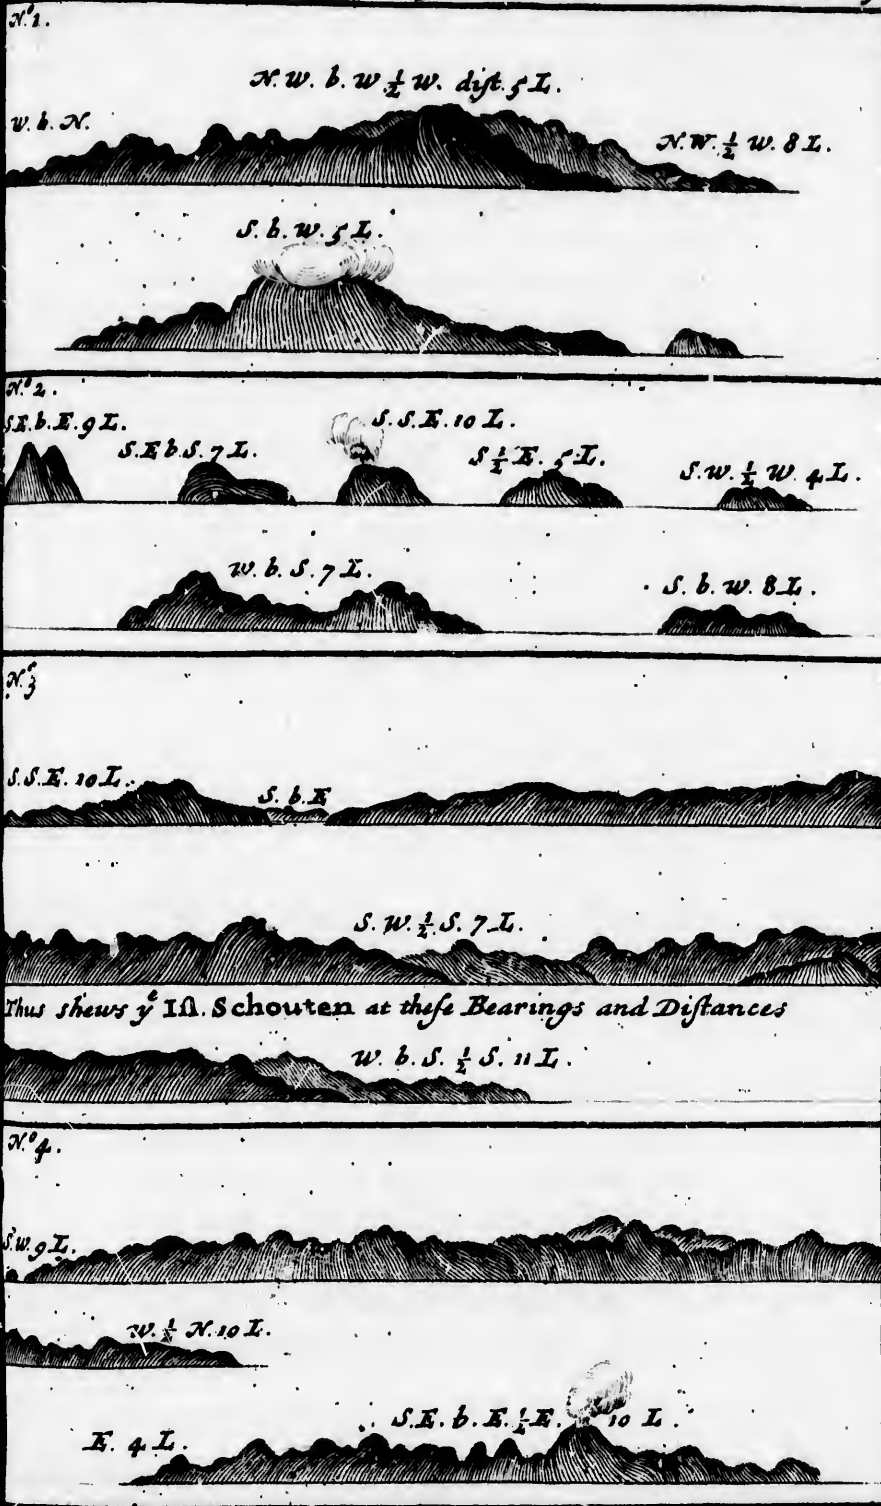 N.º 1.
N. W. b. W ½ W. dist. 5 L.
W. b. N.
N. W. ½ W. 8 L.
S. b. W. 5 L.
N.º 2.
S E. b. E. 9 L.
S. E b. S. 7 L.
S. S. E. 10 L.
S ½ E. 5 L.
S. W. ½ W. 4 L.
W. b. S. 7 L.
S. b. W. 8 L.
N.º 3
S. S. E. 10 L.
S. b. E
S. W. ½ S. 7 L.
Thus shews yᵉ Iſl. Schouten at theſe Bearings and Diſtances
W. b. S. ½ S. 11 L.
N.º 4.
S. W. 9 L.
W. ½ N. 10 L.
S. E. b. E. ½ E. 10 L.
E. 4 L.